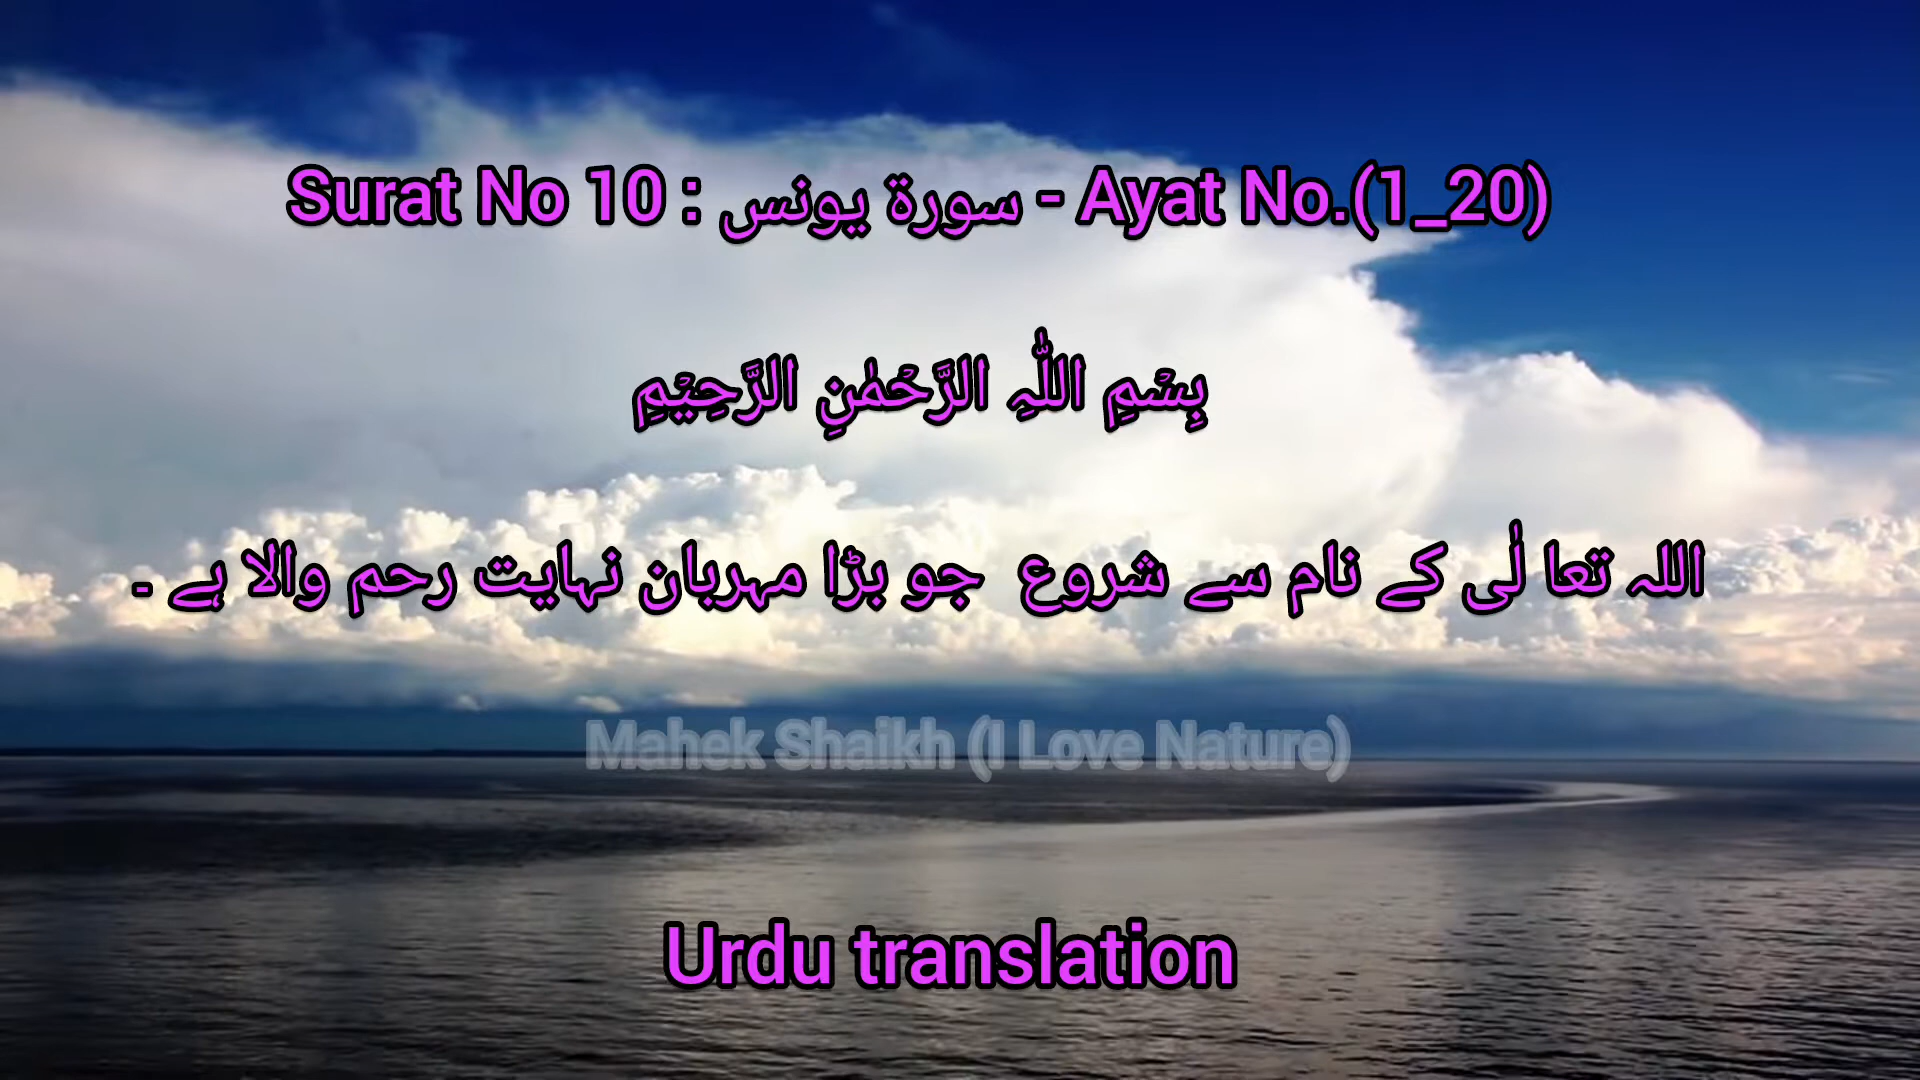 Surat No 10 : سورة يونس - Ayat No.(1_20)
بِسۡمِ اللّٰہِ الرَّحۡمٰنِ الرَّحِیۡمِ
اللہ تعا لٰی کے نام سے شروع  جو بڑا مہربان نہایت رحم والا ہے ۔
Mahek Shaikh (I Love Nature)
Urdu translation